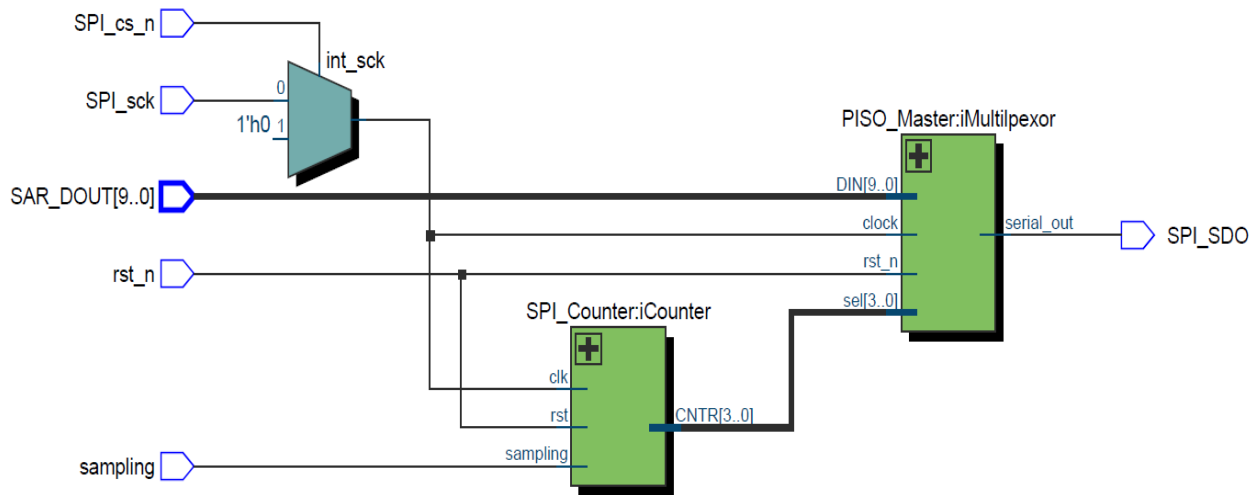 SPI_cs_n
int_sck
SPI_sck
0
1'h0
1
PISO_Master:iMultilpexor
SAR_DOUT[9..0]
DIN[9..0]
clock
serial_out
SPI_SDO
rst_n
rst_n
sel[3..0]
SPI_Counter:iCounter
clk
rst
CNTR[3..0]
sampling
sampling